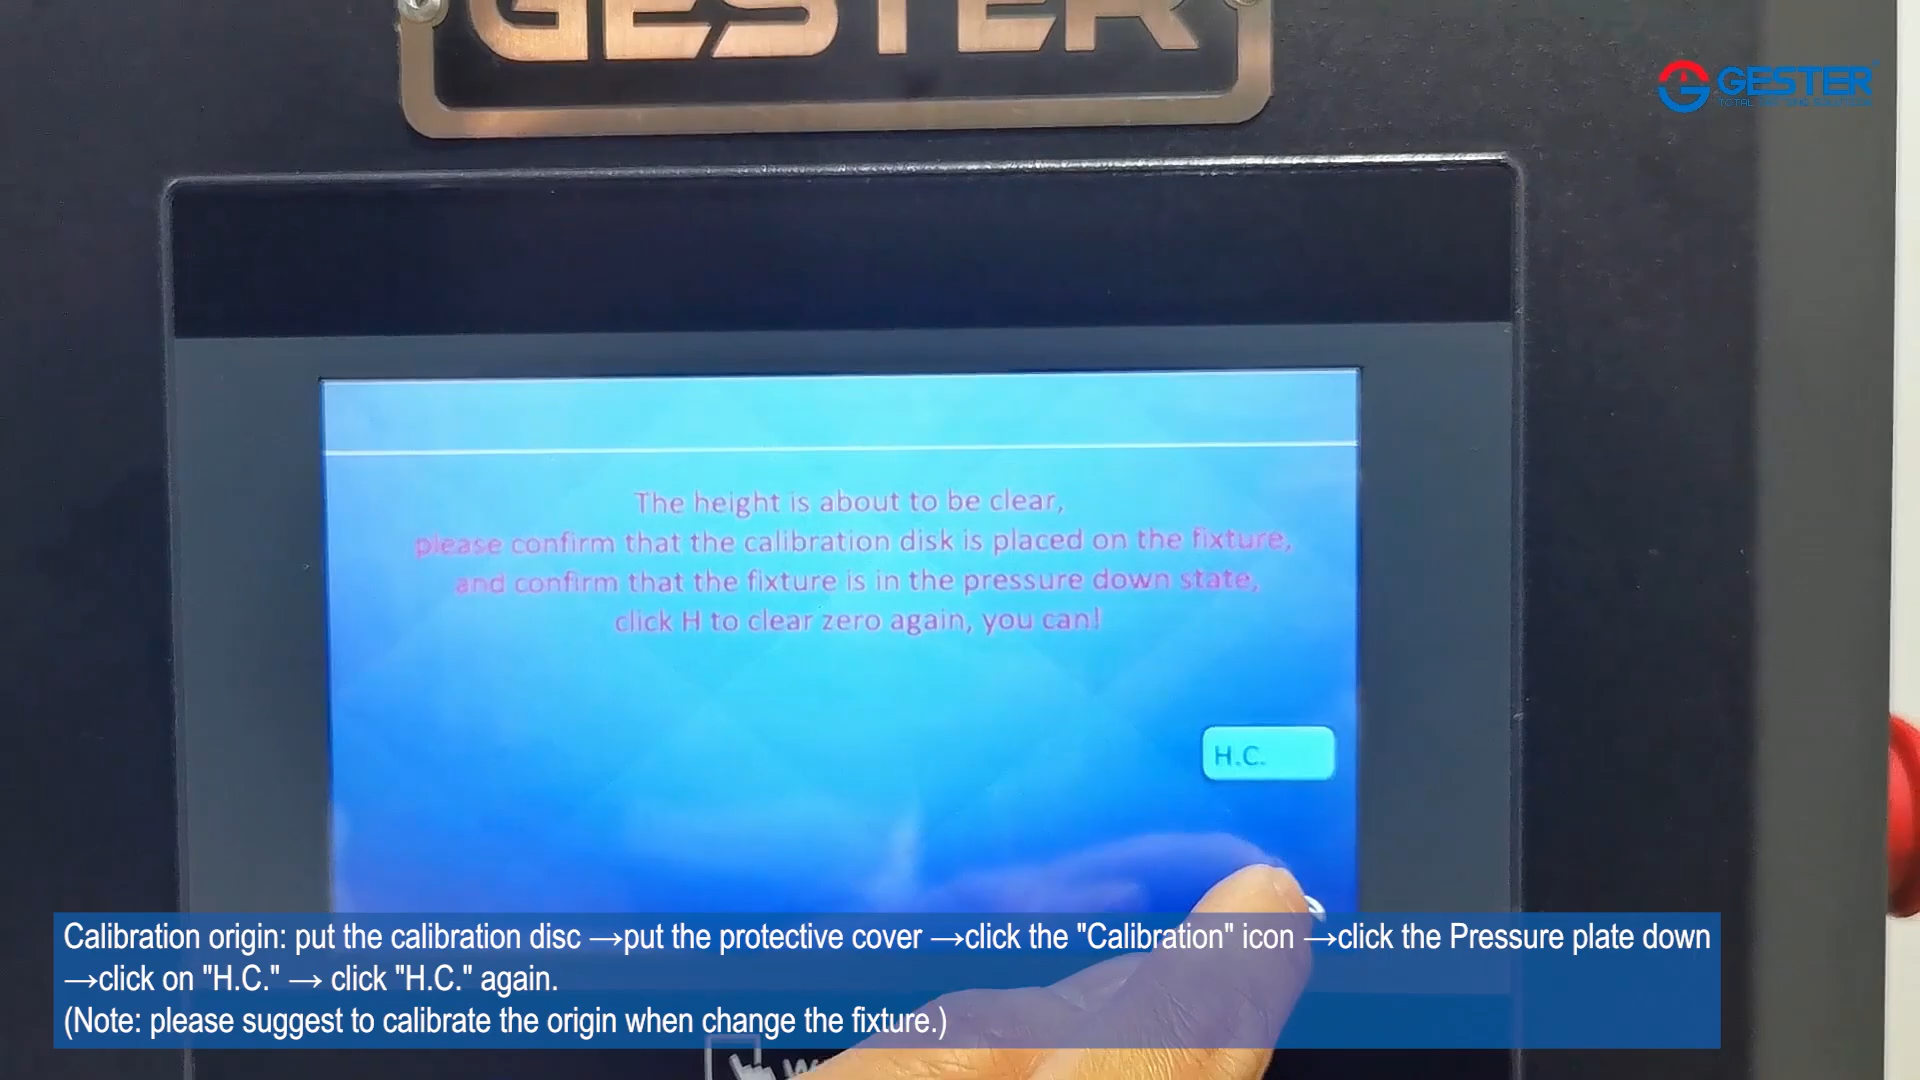 GESTER
GESTER
TOTAL TESTING SOLUTIONS
The height is about to be clear,
please confirm that the calibration disk is placed on the fixture,
and confirm that the fixture is in the pressure down state,
click H to clear zero again, you can!
H.C.
Calibration origin: put the calibration disc →put the protective cover →click the "Calibration" icon →click the Pressure plate down
→click on "H.C." → click "H.C." again.
(Note: please suggest to calibrate the origin when change the fixture.)